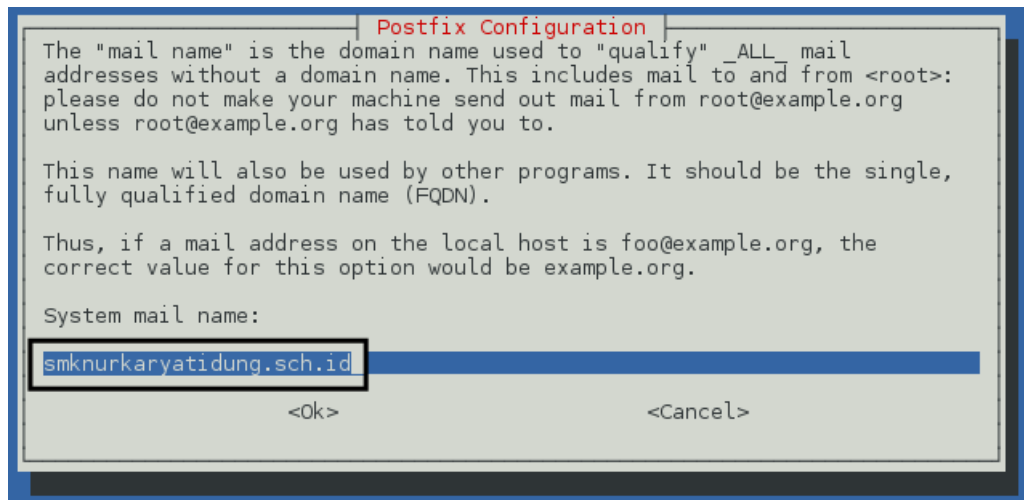 Postfix Configuration
The "mail name" is the domain name used to "qualify" _ALL_ mail
addresses without a domain name. This includes mail to and from <root>:
please do not make your machine send out mail from root@example.org
unless root@example.org has told you to.
This name will also be used by other programs. It should be the single,
fully qualified domain name (FQDN).
Thus, if a mail address on the local host is foo@example.org, the
correct value for this option would be example.org.
System mail name:
smknurkaryatidung.sch.id
<Ok> <Cancel>